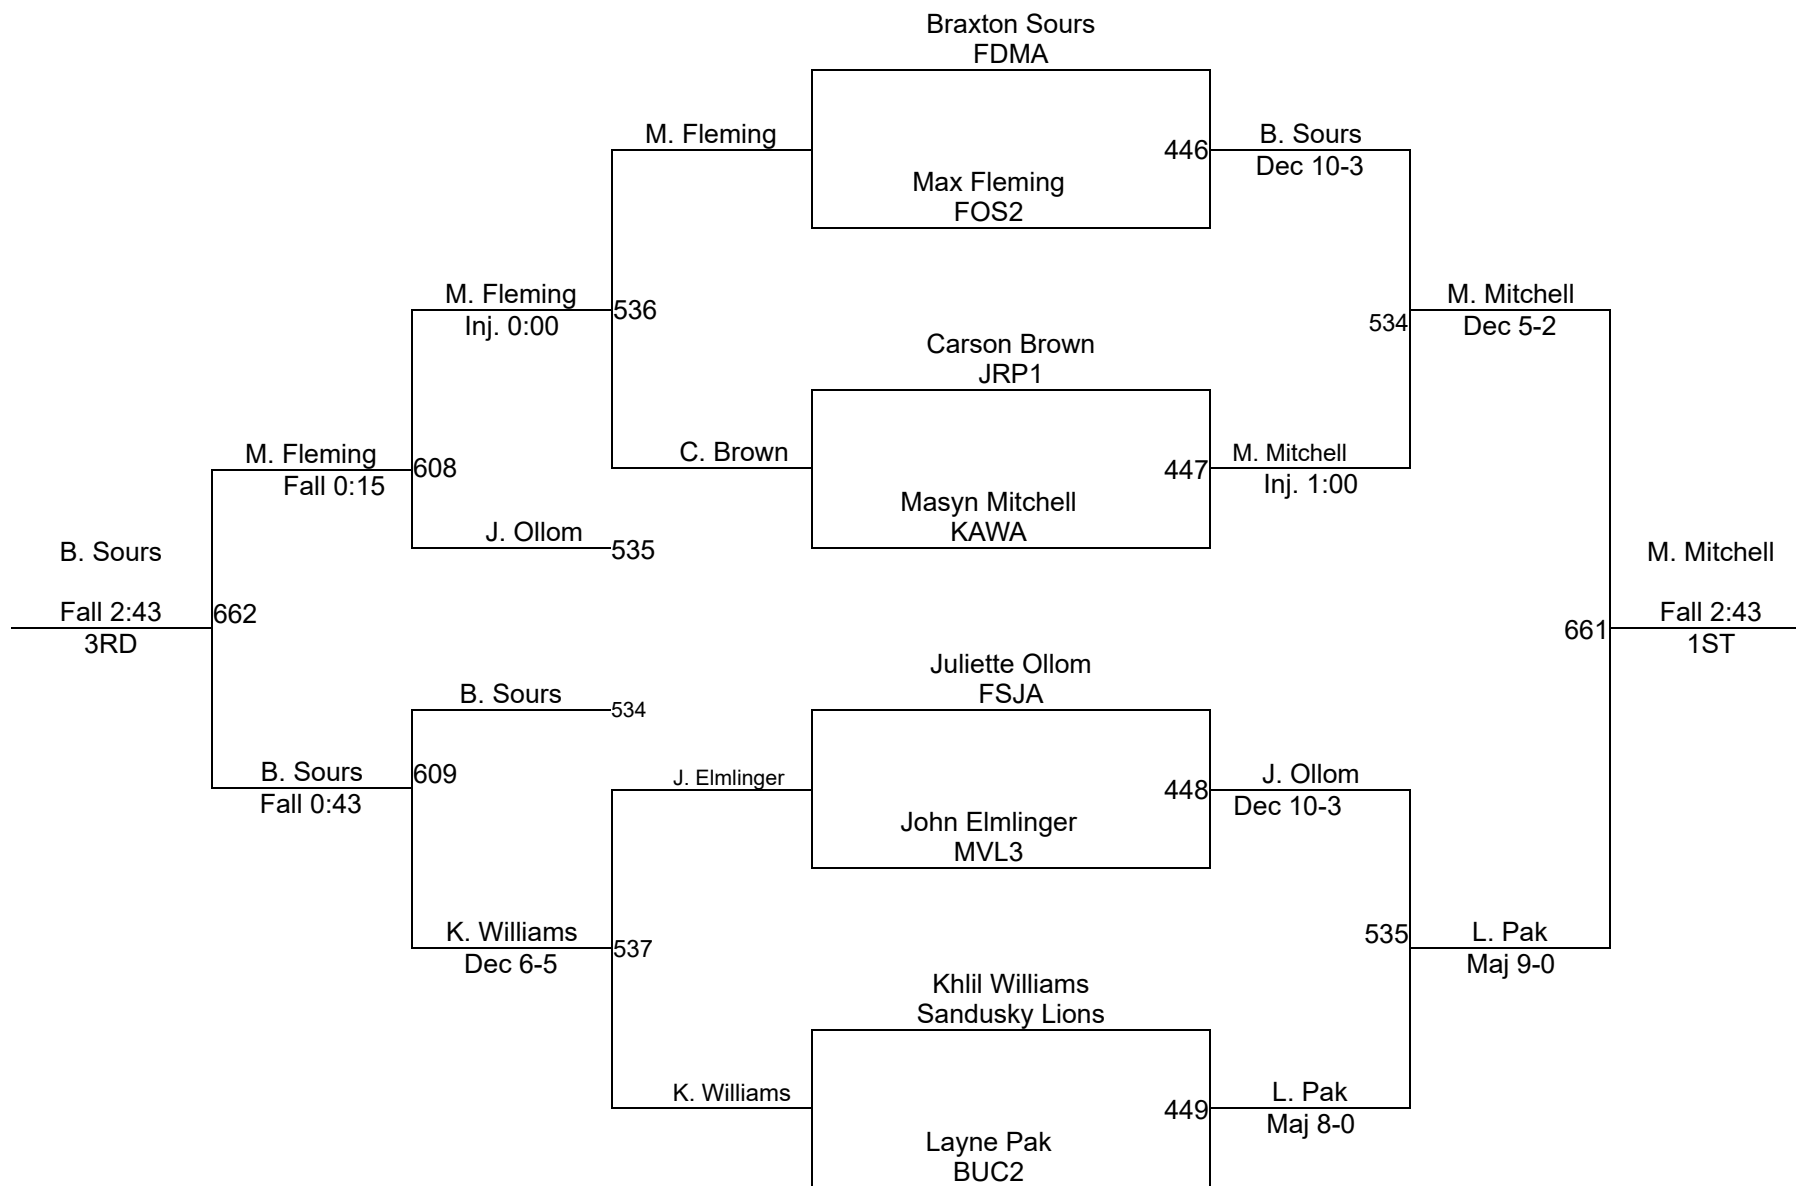 Braxton Sours
FDMA
M. Fleming
446
B. Sours
Dec 10-3
Max Fleming
FOS2
M. Fleming
Inj. 0:00
536
534
M. Mitchell
Dec 5-2
Carson Brown
JRP1
M. Fleming
Fall 0:15
608
C. Brown
447
M. Mitchell
Inj. 1:00
Masyn Mitchell
KAWA
J. Ollom
535
B. Sours
Fall 2:43
3RD
662
M. Mitchell
Fall 2:43
1ST
661
Juliette Ollom
FSJA
B. Sours
534
B. Sours
Fall 0:43
609
J. Elmlinger
448
J. Ollom
Dec 10-3
John Elmlinger
MVL3
K. Williams
Dec 6-5
537
535
L. Pak
Maj 9-0
Khlil Williams
Sandusky Lions
K. Williams
449
L. Pak
Maj 8-0
Layne Pak
BUC2